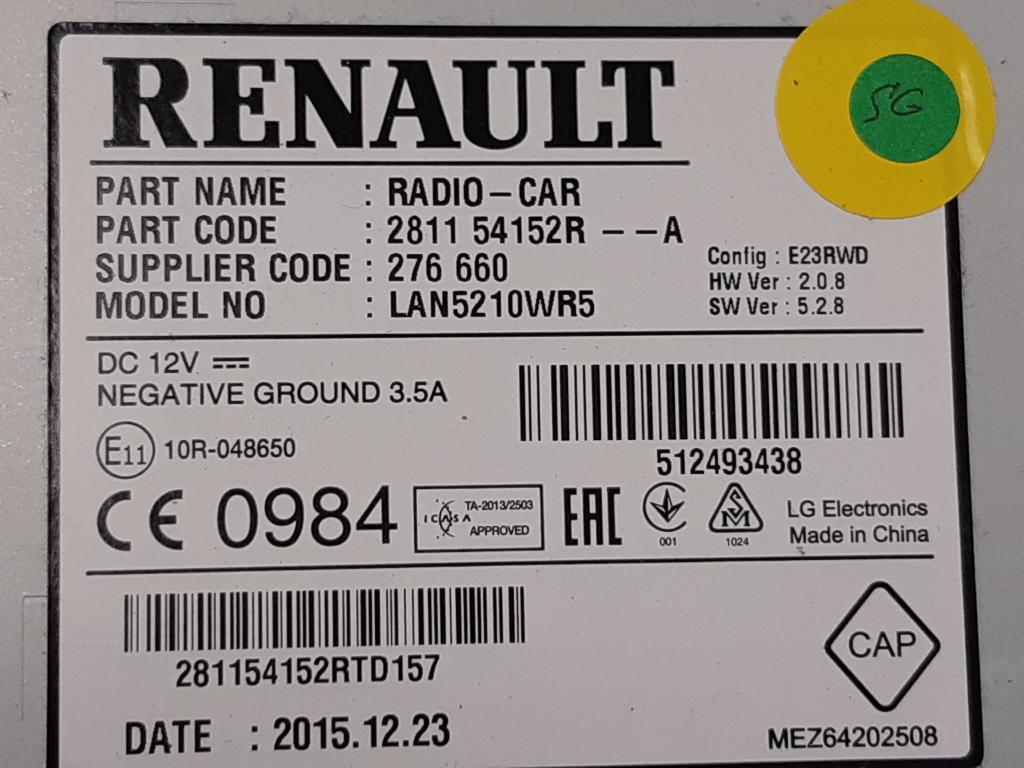 RENAULT
SG
PART NAME : RADIO-CAR
PART CODE : 2811 54152R --A
SUPPLIER CODE : 276 660
MODEL NO : LAN5210WR5
Config : E23RWD
HW Ver : 2.0.8
SW Ver : 5.2.8
DC 12V
NEGATIVE GROUND 3.5A
E11 10R-048650
512493438
CE 0984
ICASA TA-2013/2503
APPROVED
EAC
001
SM
1024
LG Electronics
Made in China
281154152RTD157
CAP
DATE : 2015.12.23
MEZ64202508